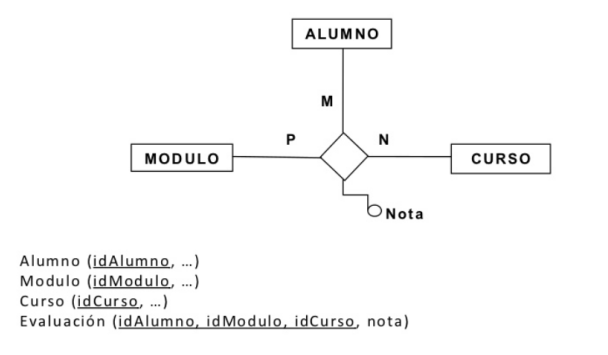 ALUMNO
M
P
N
MODULO
CURSO
Nota
Alumno (idAlumno, ...)
Modulo (idModulo, ...)
Curso (idCurso, ...)
Evaluación (idAlumno, idModulo, idCurso, nota)